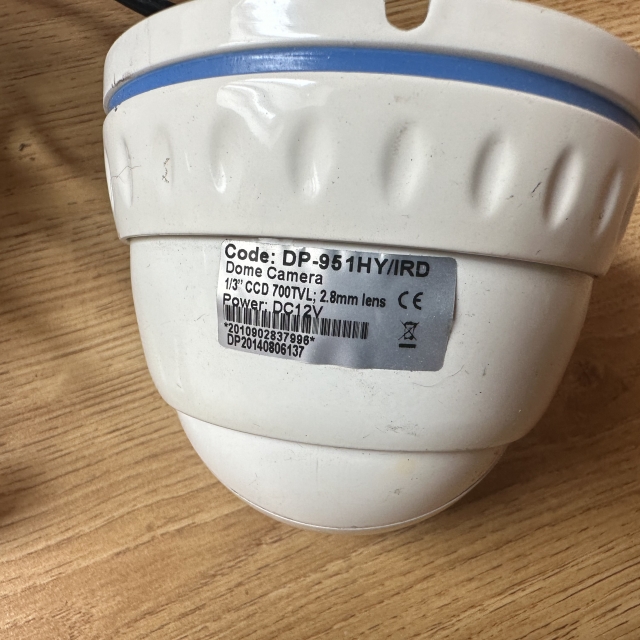 Code: DP-951HY/IRD
Dome Camera
1/3" CCD 700TVL; 2.8mm lens CE
Power: DC12V
*2010902837996*
DP20140806137